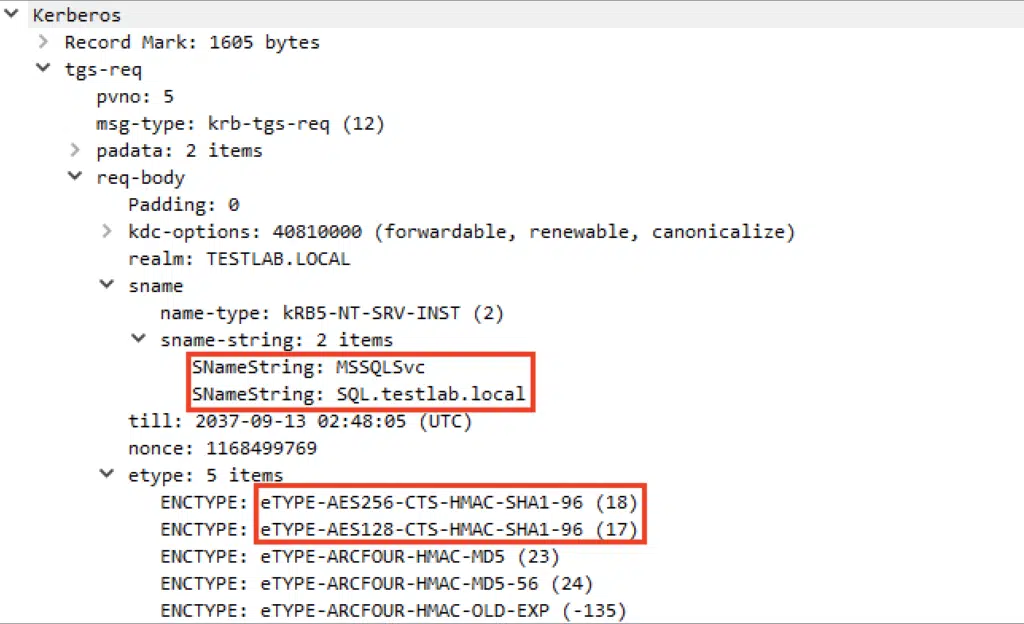 Kerberos
Record Mark: 1605 bytes
tgs-req
pvno: 5
msg-type: krb-tgs-req (12)
padata: 2 items
req-body
Padding: 0
kdc-options: 40810000 (forwardable, renewable, canonicalize)
realm: TESTLAB.LOCAL
sname
name-type: kRB5-NT-SRV-INST (2)
sname-string: 2 items
SNameString: MSSQLSvc
SNameString: SQL.testlab.local
till: 2037-09-13 02:48:05 (UTC)
nonce: 1168499769
etype: 5 items
ENCTYPE: eTYPE-AES256-CTS-HMAC-SHA1-96 (18)
ENCTYPE: eTYPE-AES128-CTS-HMAC-SHA1-96 (17)
ENCTYPE: eTYPE-ARCFOUR-HMAC-MD5 (23)
ENCTYPE: eTYPE-ARCFOUR-HMAC-MD5-56 (24)
ENCTYPE: eTYPE-ARCFOUR-HMAC-OLD-EXP (-135)